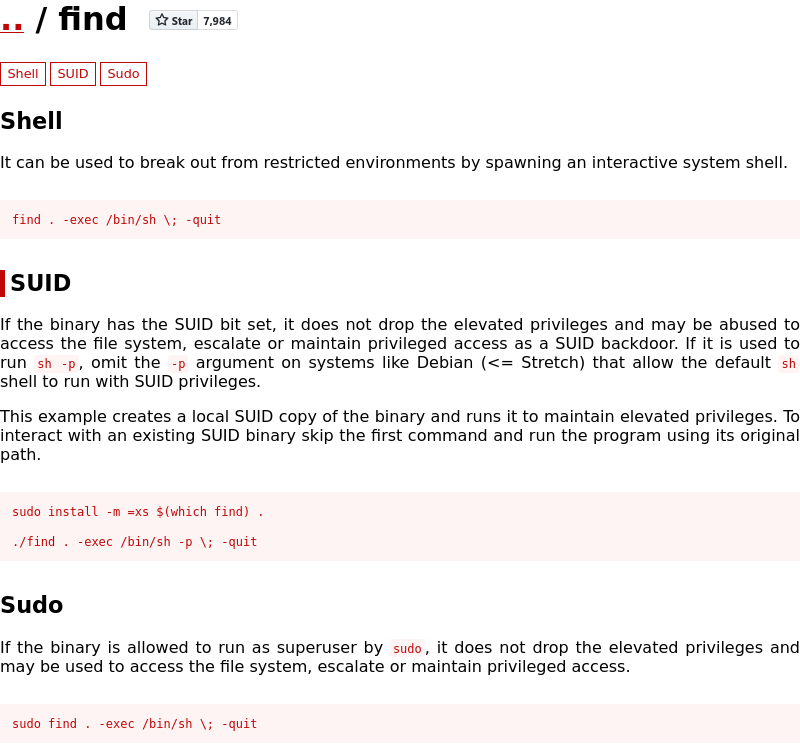 .. / find Star 7,984
Shell SUID Sudo
Shell
It can be used to break out from restricted environments by spawning an interactive system shell.
find . -exec /bin/sh \; -quit
SUID
If the binary has the SUID bit set, it does not drop the elevated privileges and may be abused to
access the file system, escalate or maintain privileged access as a SUID backdoor. If it is used to
run sh -p, omit the -p argument on systems like Debian (<= Stretch) that allow the default sh
shell to run with SUID privileges.
This example creates a local SUID copy of the binary and runs it to maintain elevated privileges. To
interact with an existing SUID binary skip the first command and run the program using its original
path.
sudo install -m =xs $(which find) .
./find . -exec /bin/sh -p \; -quit
Sudo
If the binary is allowed to run as superuser by sudo, it does not drop the elevated privileges and
may be used to access the file system, escalate or maintain privileged access.
sudo find . -exec /bin/sh \; -quit